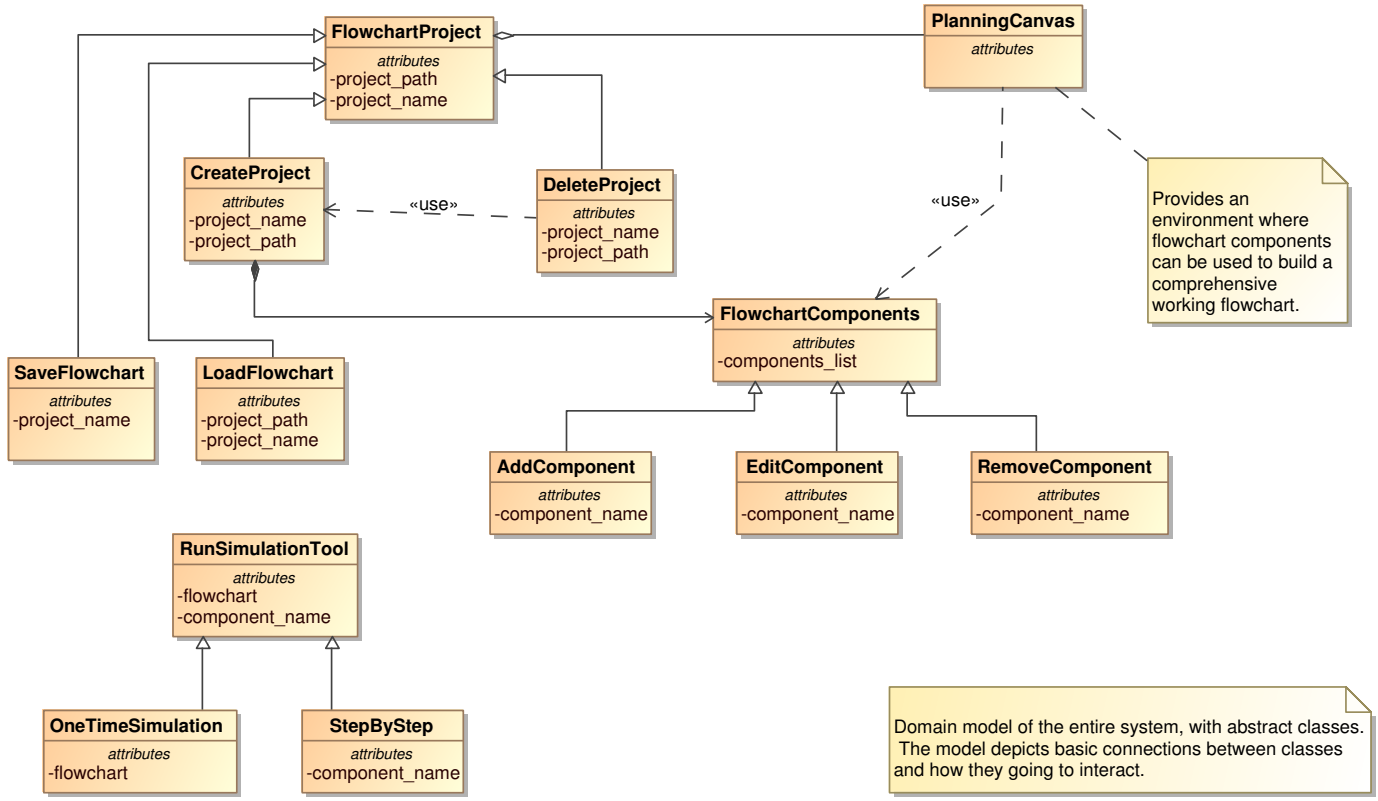 FlowchartProject
attributes
-project_path
-project_name
PlanningCanvas
attributes
CreateProject
attributes
-project_name
-project_path
«use»
DeleteProject
attributes
-project_name
-project_path
«use»
Provides an
environment where
flowchart components
can be used to build a
comprehensive
working flowchart.
FlowchartComponents
attributes
-components_list
SaveFlowchart
attributes
-project_name
LoadFlowchart
attributes
-project_path
-project_name
AddComponent
attributes
-component_name
EditComponent
attributes
-component_name
RemoveComponent
attributes
-component_name
RunSimulationTool
attributes
-flowchart
-component_name
OneTimeSimulation
attributes
-flowchart
StepByStep
attributes
-component_name
Domain model of the entire system, with abstract classes.
The model depicts basic connections between classes
and how they going to interact.